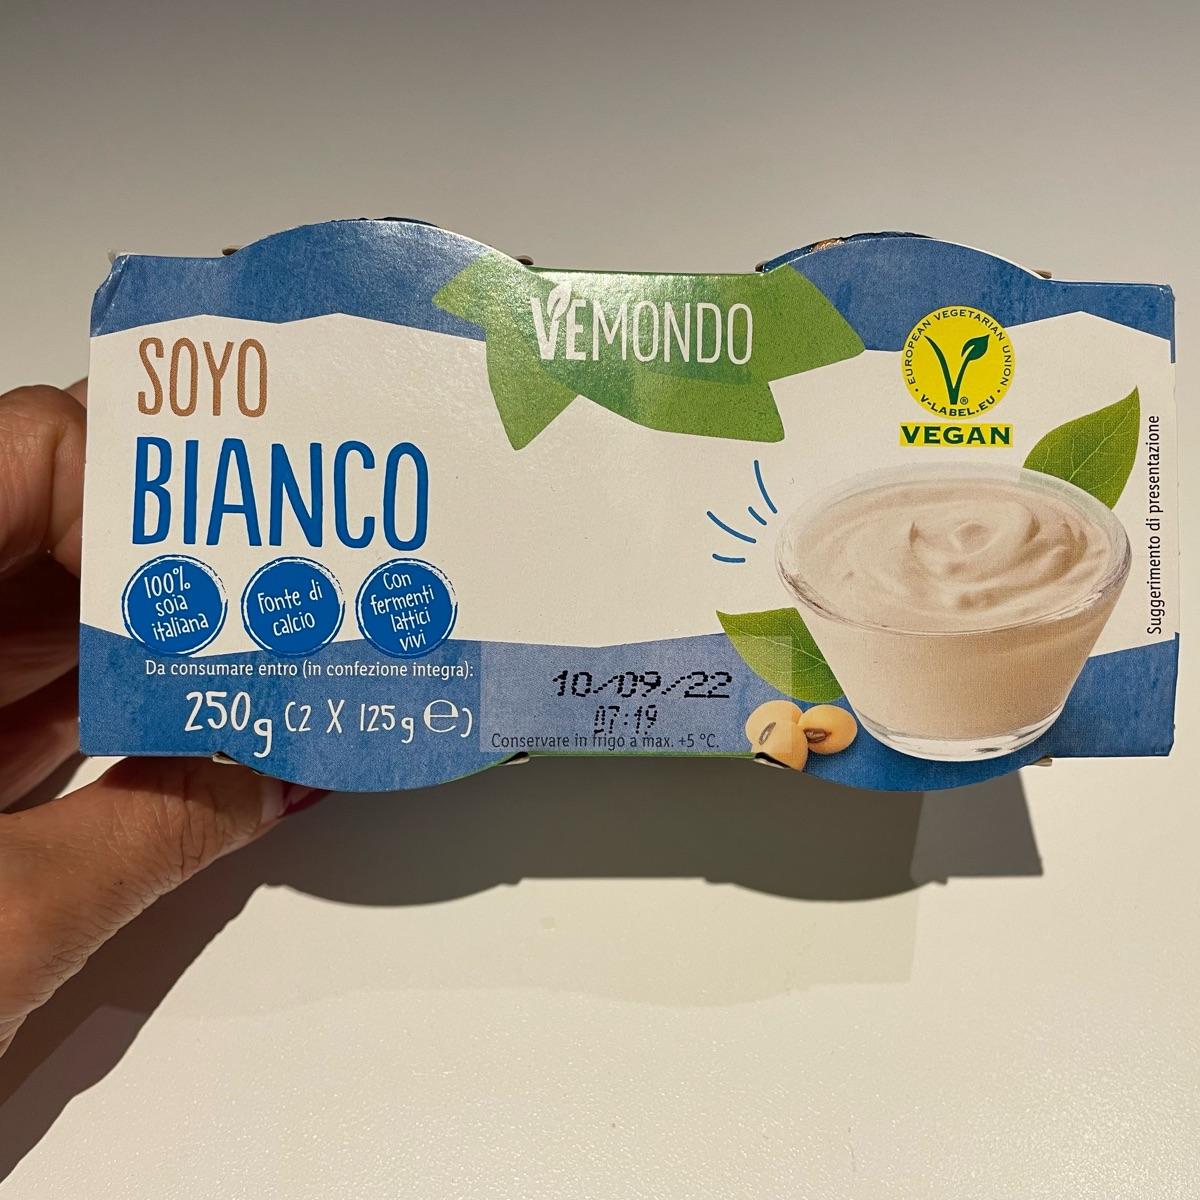 VEMONDO
SOYO
BIANCO
100%
soia
italiana
Fonte di
calcio
Con
fermenti
lattici
vivi
Da consumare entro (in confezione integra):
250g (2 X 125g e)
10/09/22
07:19
Conservare in frigo a max. +5 °C.
EUROPEAN VEGETARIAN UNION
V-LABEL.EU
®
VEGAN
Suggerimento di presentazione